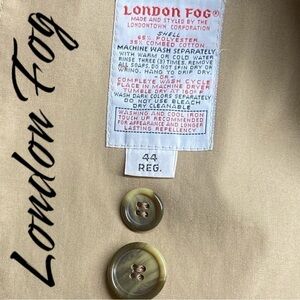 London Fog
LONDON FOG®
MADE AND STYLED BY THE
LONDONTOWN CORPORATION
SHELL
65% POLYESTER
35% COMBED COTTON
MACHINE WASH SEPARATELY
WITH WARM OR COLD WATER
RINSE THREE (3) TIMES, REMOVE
ALL SOAPS. DO NOT SPIN DRY OR
WRING. HANG TO DRIP DRY.
- OR -
COMPLETE WASH CYCLE
PLACE IN MACHINE DRYER
TUMBLE DRY AT 160° F
WASH DARK COLORS SEPARATELY
DO NOT USE BLEACH
DRY CLEANABLE
WASHING AND COOL IRON
TOUCH UP RECOMMENDED
FOR APPEARANCE AND LONGER
LASTING REPELLENCY
44
REG.